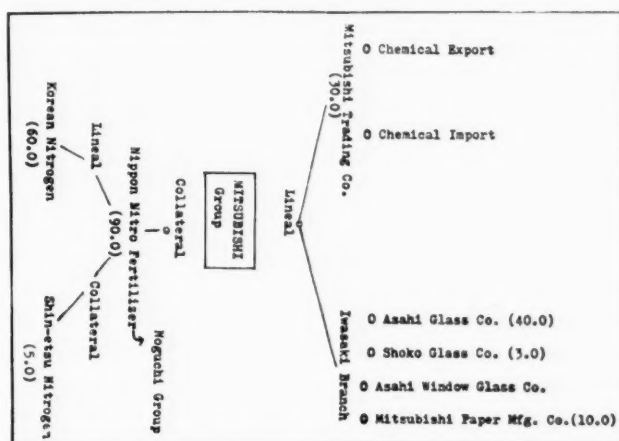 O Chemical Export
Mitsubishi Trading Co.
(30.0)
O Chemical Import
Lineal
Iwasaki Branch
O Asahi Glass Co. (40.0)
O Shoko Glass Co. (3.0)
O Asahi Window Glass Co.
O Mitsubishi Paper Mfg. Co.(10.0)
MITSUBISHI
Group
Collateral
Nippon Nitro Fertilizer
(90.0)
Noguchi Group
Lineal
Korean Nitrogen
(60.0)
Collateral
Shin-etsu Nitrogen
(5.0)